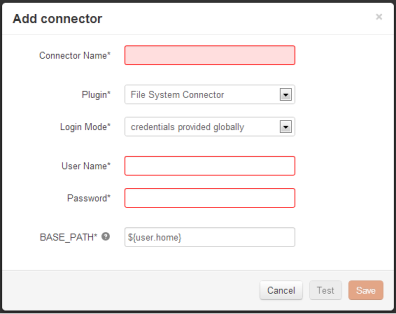 Add connector ×
Connector Name*
Plugin* File System Connector
Login Mode* credentials provided globally
User Name*
Password*
BASE_PATH* ? ${user.home}
Cancel Test Save